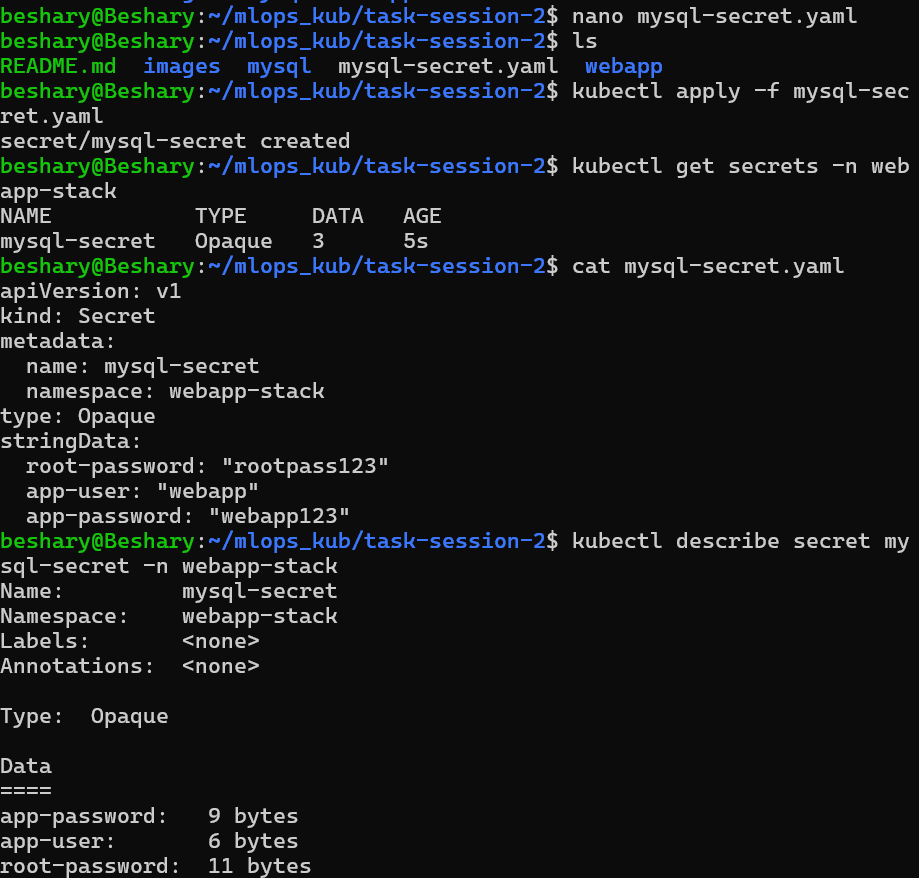 beshary@Beshary:~/mlops_kub/task-session-2$ nano mysql-secret.yaml
beshary@Beshary:~/mlops_kub/task-session-2$ ls
README.md  images  mysql  mysql-secret.yaml  webapp
beshary@Beshary:~/mlops_kub/task-session-2$ kubectl apply -f mysql-sec
ret.yaml
secret/mysql-secret created
beshary@Beshary:~/mlops_kub/task-session-2$ kubectl get secrets -n web
app-stack
NAME           TYPE     DATA   AGE
mysql-secret   Opaque   3      5s
beshary@Beshary:~/mlops_kub/task-session-2$ cat mysql-secret.yaml
apiVersion: v1
kind: Secret
metadata:
  name: mysql-secret
  namespace: webapp-stack
type: Opaque
stringData:
  root-password: "rootpass123"
  app-user: "webapp"
  app-password: "webapp123"
beshary@Beshary:~/mlops_kub/task-session-2$ kubectl describe secret my
sql-secret -n webapp-stack
Name:         mysql-secret
Namespace:    webapp-stack
Labels:       <none>
Annotations:  <none>

Type:  Opaque

Data
====
app-password:   9 bytes
app-user:       6 bytes
root-password:  11 bytes